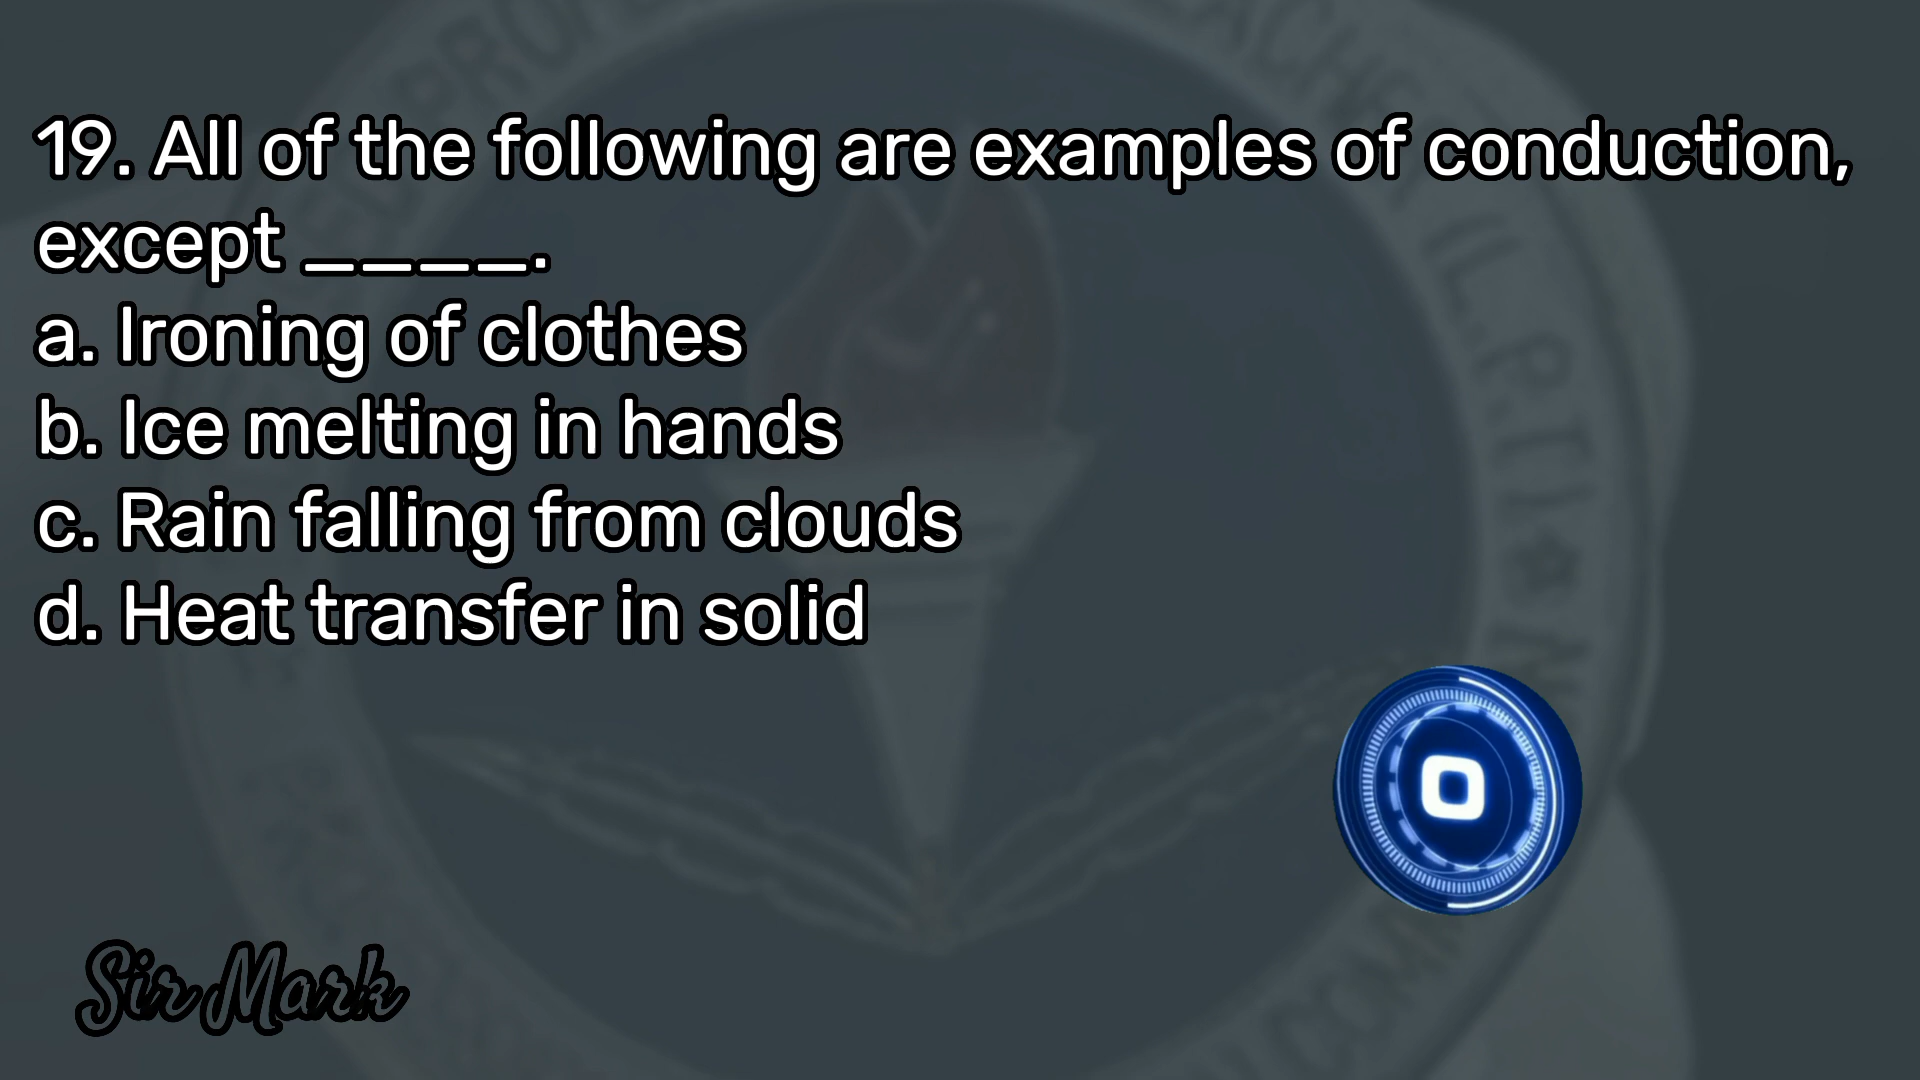 19. All of the following are examples of conduction,
except ____.
a. Ironing of clothes
b. Ice melting in hands
c. Rain falling from clouds
d. Heat transfer in solid
0
Sir Mark